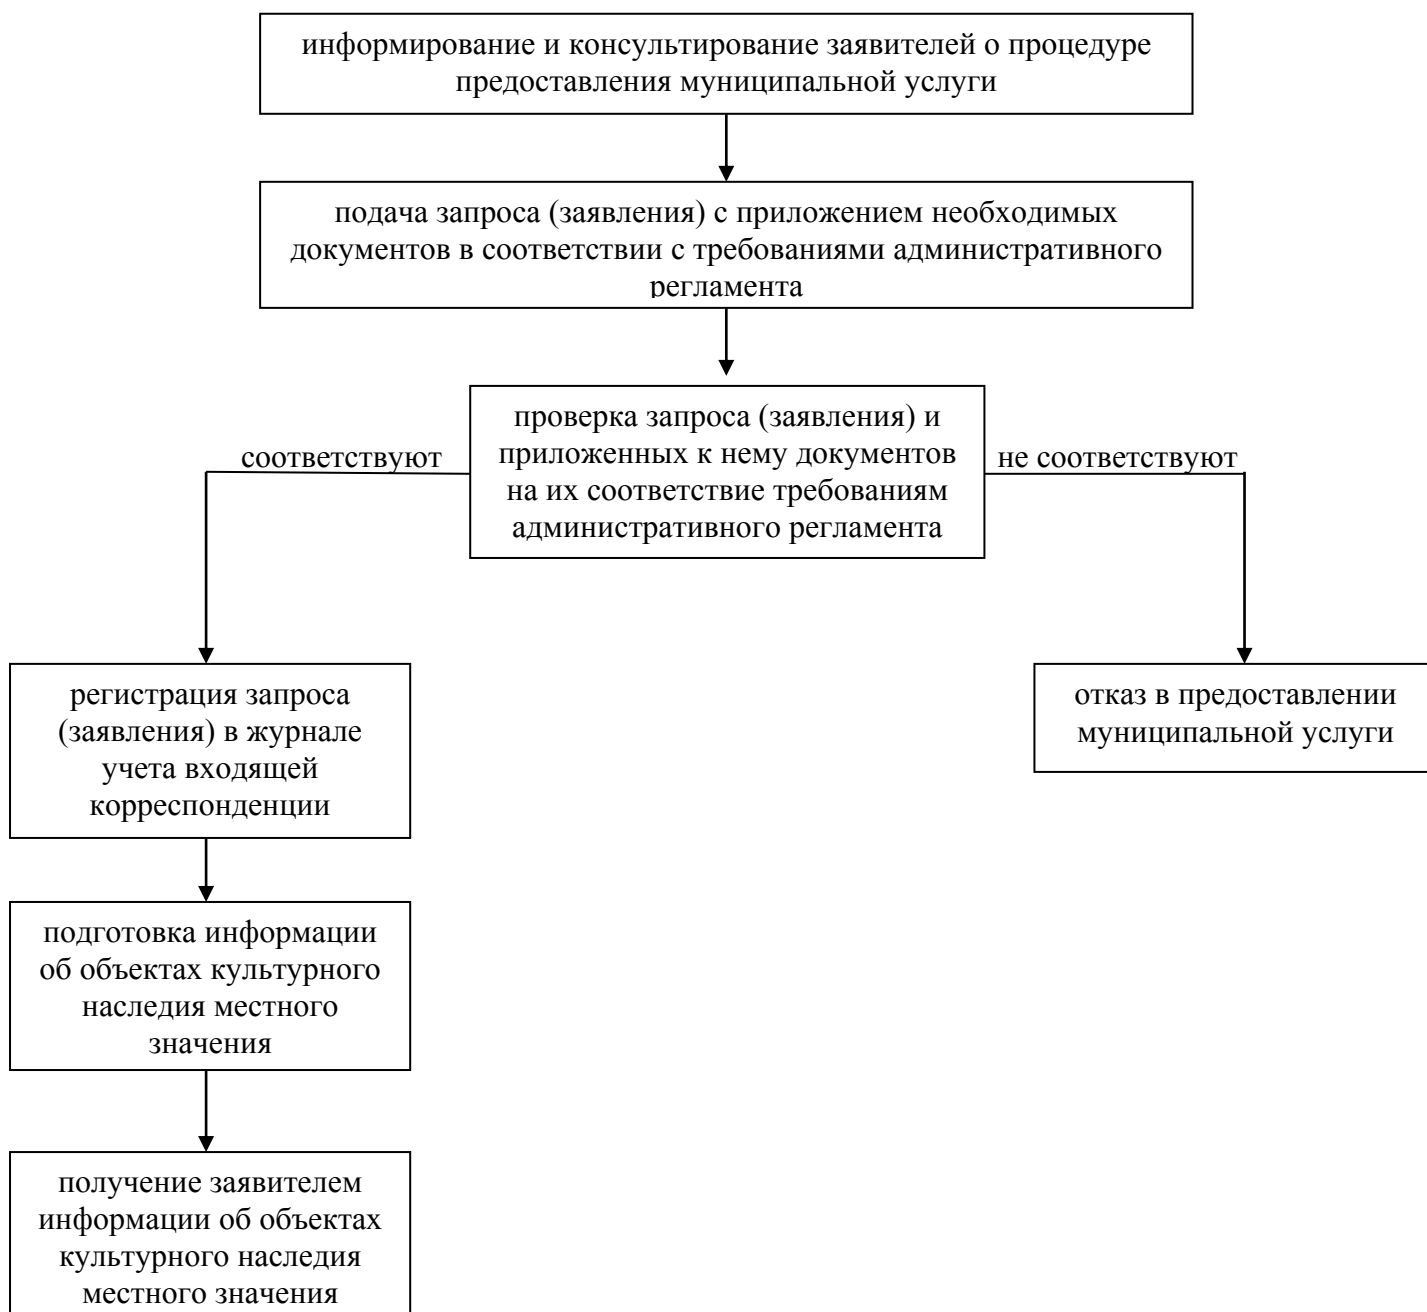 информирование и консультирование заявителей о процедуре
предоставления муниципальной услуги
подача запроса (заявления) с приложением необходимых
документов в соответствии с требованиями административного
регламента
проверка запроса (заявления) и
приложенных к нему документов
на их соответствие требованиям
административного регламента
соответствуют
не соответствуют
регистрация запроса
(заявления) в журнале
учета входящей
корреспонденции
отказ в предоставлении
муниципальной услуги
подготовка информации
об объектах культурного
наследия местного
значения
получение заявителем
информации об объектах
культурного наследия
местного значения